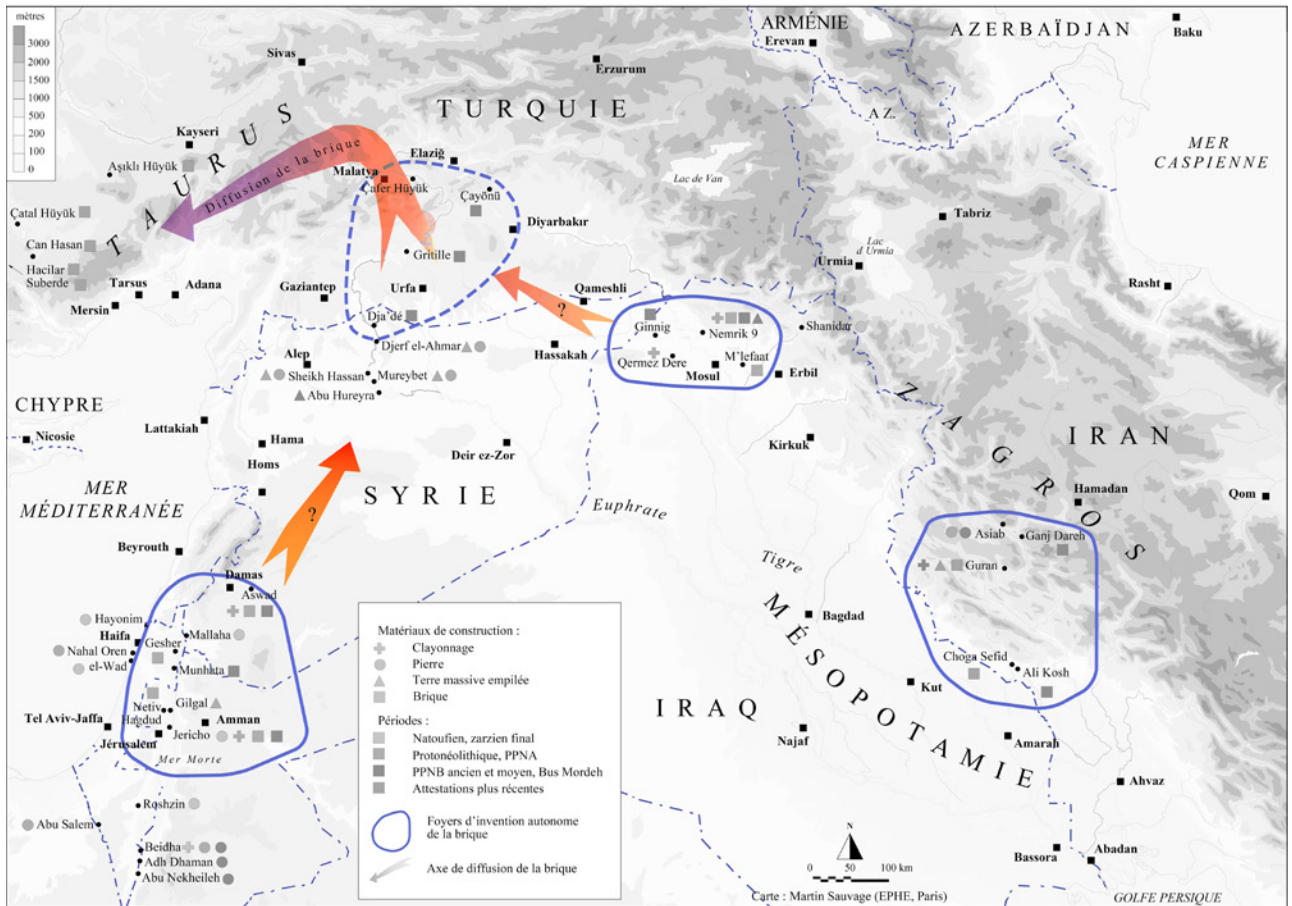 mètres
3000
2000
1500
1000
500
200
100
0
Sivas
Erzurum
ARMÉNIE
Erevan
AZERBAÏDJAN
Baku
TURQUIE
AZ.
MER
CASPIENNE
Kayseri
Aşıklı Hüyük
TAURUS
Diffusion de la brique
Elaziğ
Malatya
Çafer Hüyük
Çayönü
Lac de Van
Diyarbakır
Tabriz
Çatal Hüyük
Can Hasan
Hacilar
Suberde
Gritille
Lac
d'Urmia
Urmia
Tarsus
Adana
Mersin
Gaziantep
Urfa
?
Qameshli
Rasht
Dja'dé
Ginnig
Nemrik 9
Shanidar
Djerf el-Ahmar
Hassakah
Qermez Dere
M'lefaat
Mosul
Erbil
Alep
Sheikh Hassan
Mureybet
Abu Hureyra
CHYPRE
Nicosie
Lattakiah
Hama
Homs
Deir ez-Zor
Kirkuk
ZAGROS
IRAN
MER
MÉDITERRANÉE
SYRIE
?
Euphrate
Hamadan
Qom
Beyrouth
Asiab
Ganj Dareh
Tigre
Guran
Damas
Aswad
Bagdad
MÉSOPOTAMIE
Hayonim
Haifa
Mallaha
Nahal Oren
Gesher
el-Wad
Munhata
Choga Sefid
Ali Kosh
Kut
IRAQ
Netiv
Hagdud
Gilgal
Tel Aviv-Jaffa
Amman
Jéricho
Jérusalem
Mer Morte
Najaf
Amarah
Ahvaz
Roshzin
Abu Salem
Beidha
Adh Dhaman
Abu Nekheileh
Bassora
Abadan
Matériaux de construction :
Clayonnage
Pierre
Terre massive empilée
Brique
Périodes :
Natoufien, zarzien final
Protonéolithique, PPNA
PPNB ancien et moyen, Bus Mordeh
Attestations plus récentes
Foyers d'invention autonome
de la brique
Axe de diffusion de la brique
N
0 50 100 km
Carte : Martin Sauvage (EPHE, Paris)
GOLFE PERSIQUE